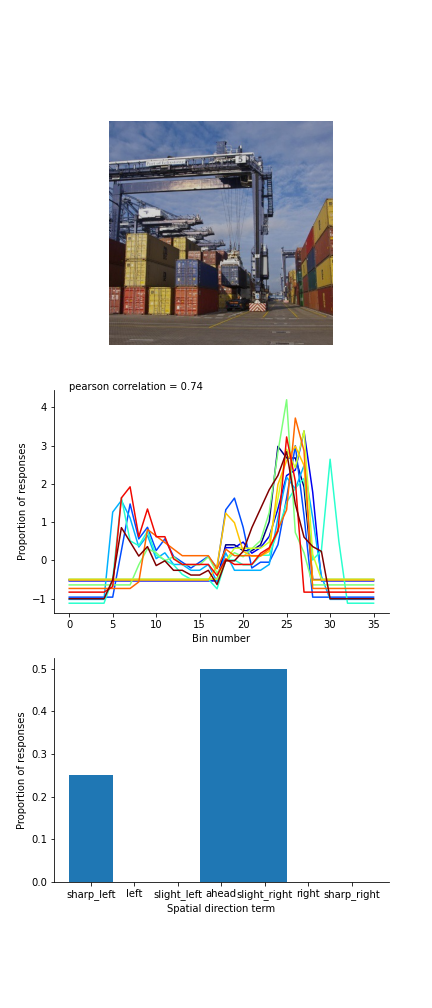 pearson correlation = 0.74
Proportion of responses
4
3
2
1
0
−1
0 5 10 15 20 25 30 35
Bin number
Proportion of responses
0.5
0.4
0.3
0.2
0.1
0.0
sharp_left left slight_left ahead slight_right right sharp_right
Spatial direction term